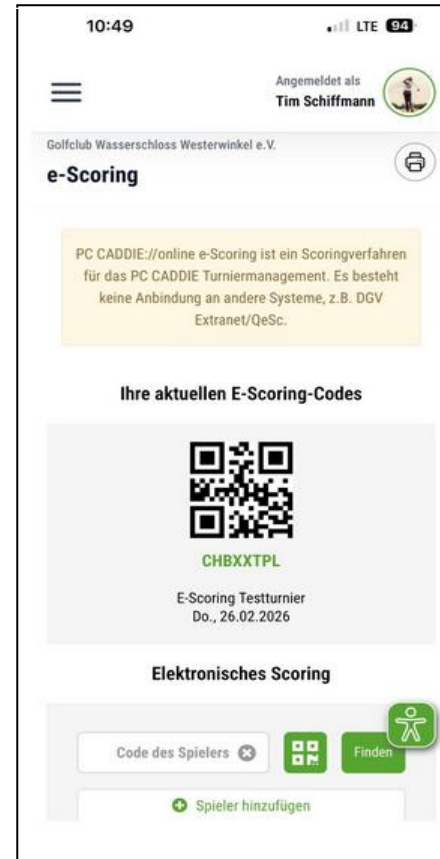 10:49
LTE 94
Angemeldet als
Tim Schiffmann
Golfclub Wasserschloss Westerwinkel e.V.
e-Scoring
PC CADDIE://online e-Scoring ist ein Scoringverfahren
für das PC CADDIE Turniermanagement. Es besteht
keine Anbindung an andere Systeme, z.B. DGV
Extranet/QeSc.
Ihre aktuellen E-Scoring-Codes
CHBXXTPL
E-Scoring Testturnier
Do., 26.02.2026
Elektronisches Scoring
Code des Spielers
Finden
Spieler hinzufügen